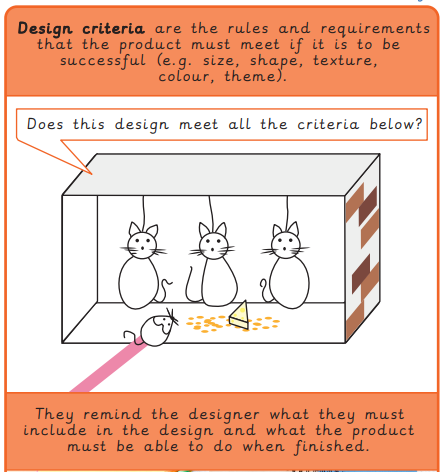 Design criteria are the rules and requirements
that the product must meet if it is to be
successful (e.g. size, shape, texture,
colour, theme).
Does this design meet all the criteria below?
They remind the designer what they must
include in the design and what the product
must be able to do when finished.